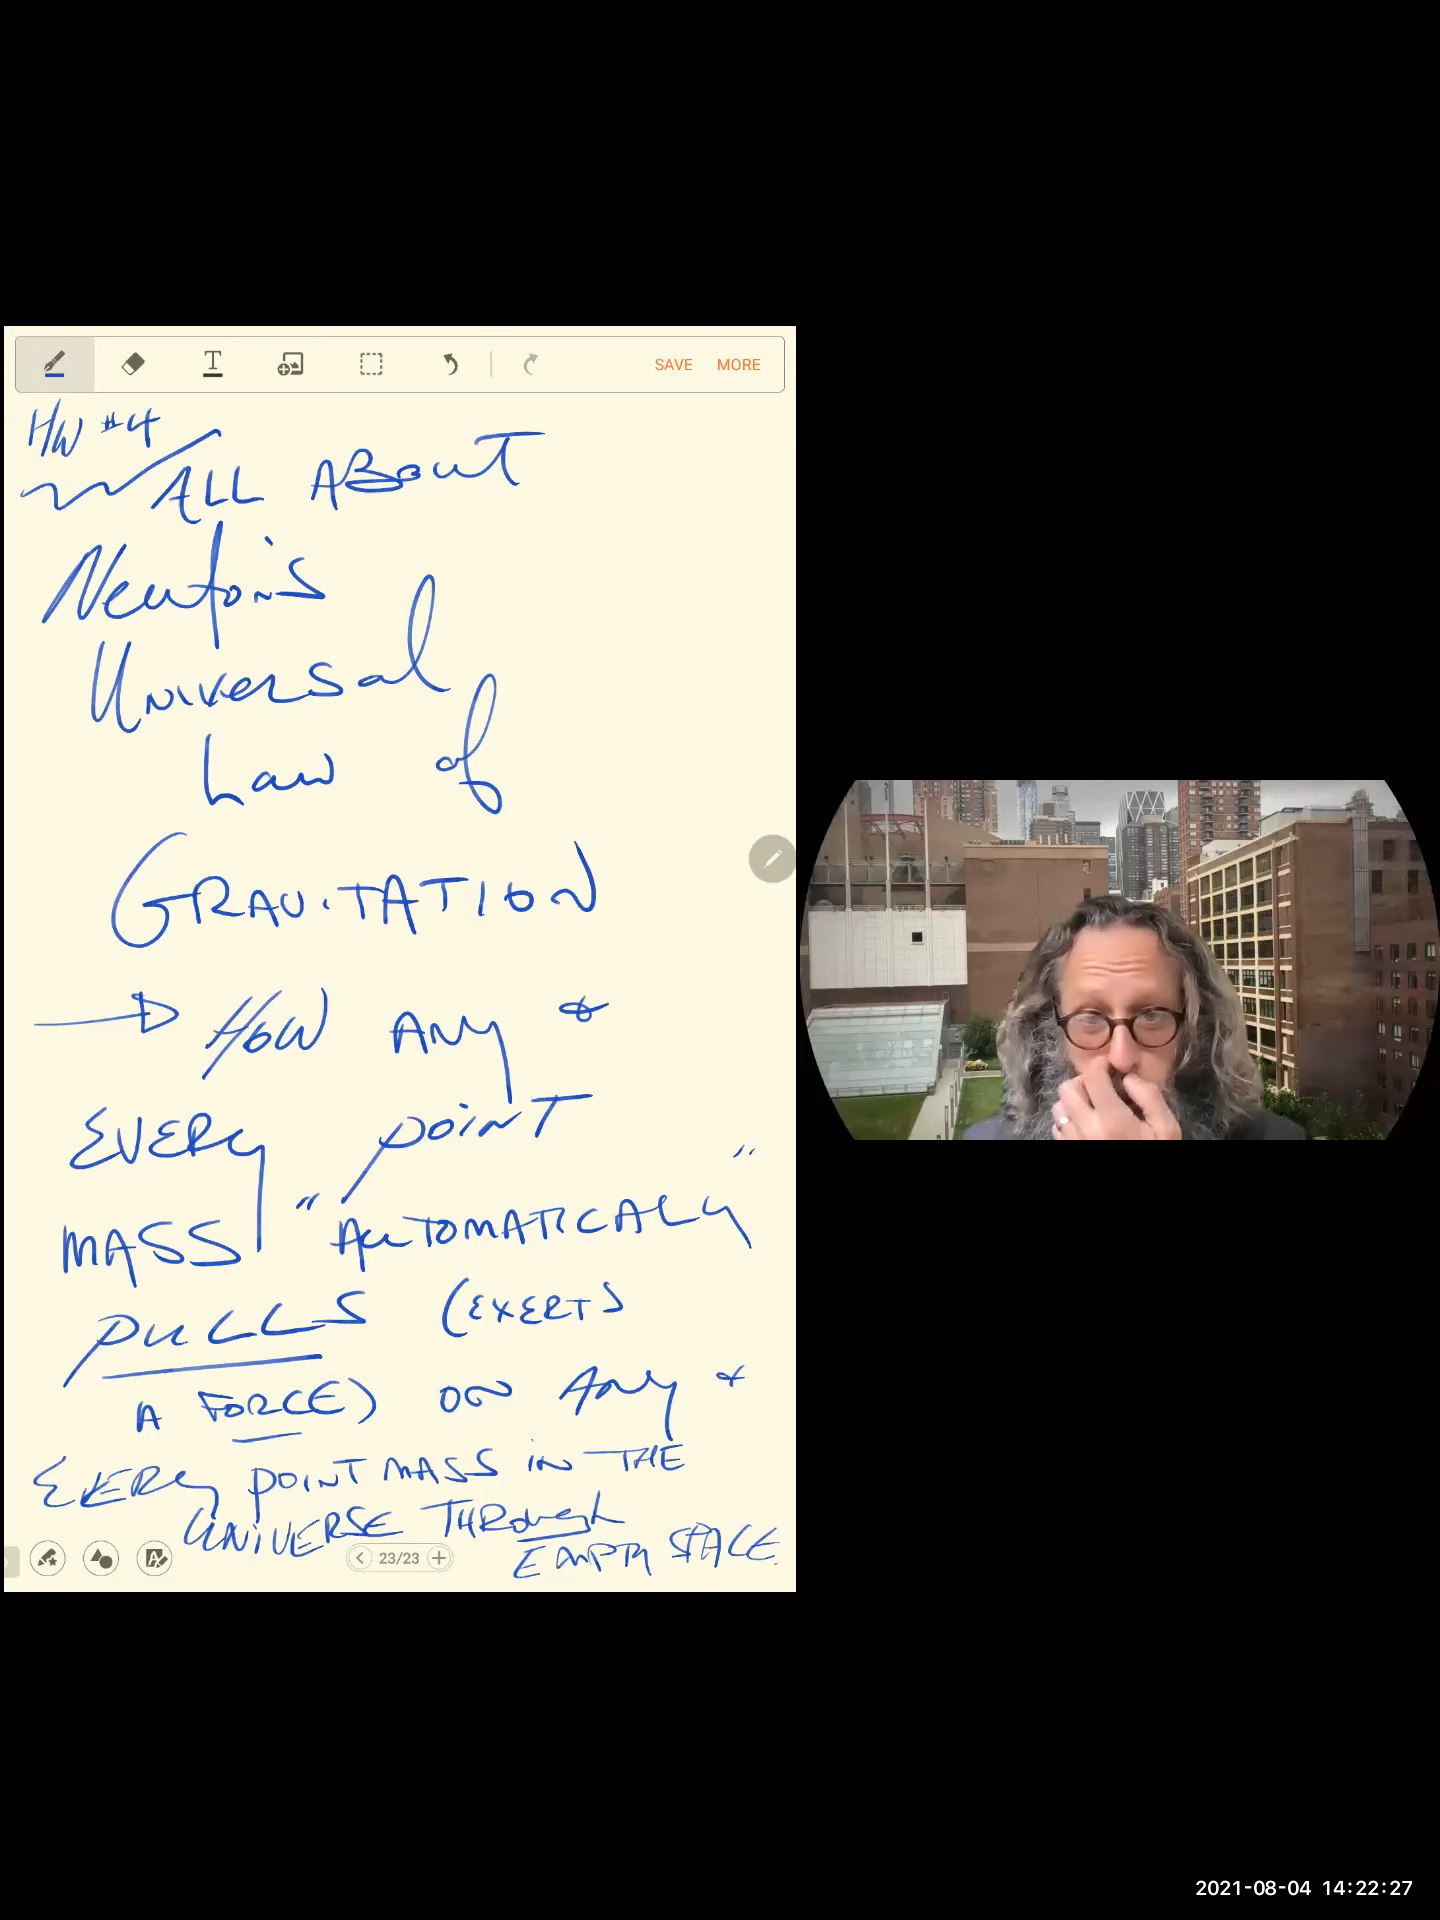 SAVE MORE
HW #4
ALL ABOUT
Newton's
Universal
Law of
GRAVITATION
→ HOW ANY &
EVERY POINT
MASS "AUTOMATICALY"
PULLS (EXERTS
A FORCE) ON ANY &
EVERY POINT MASS IN THE
UNIVERSE THROUGH
EMPTY SPACE.
23/23
2021-08-04 14:22:27